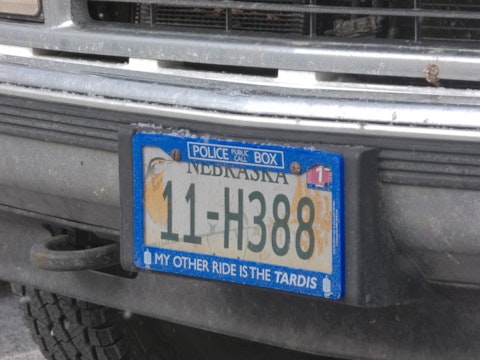 POLICE PUBLIC CALL BOX
NEBRASKA
1
11-H388
MY OTHER RIDE IS THE TARDIS